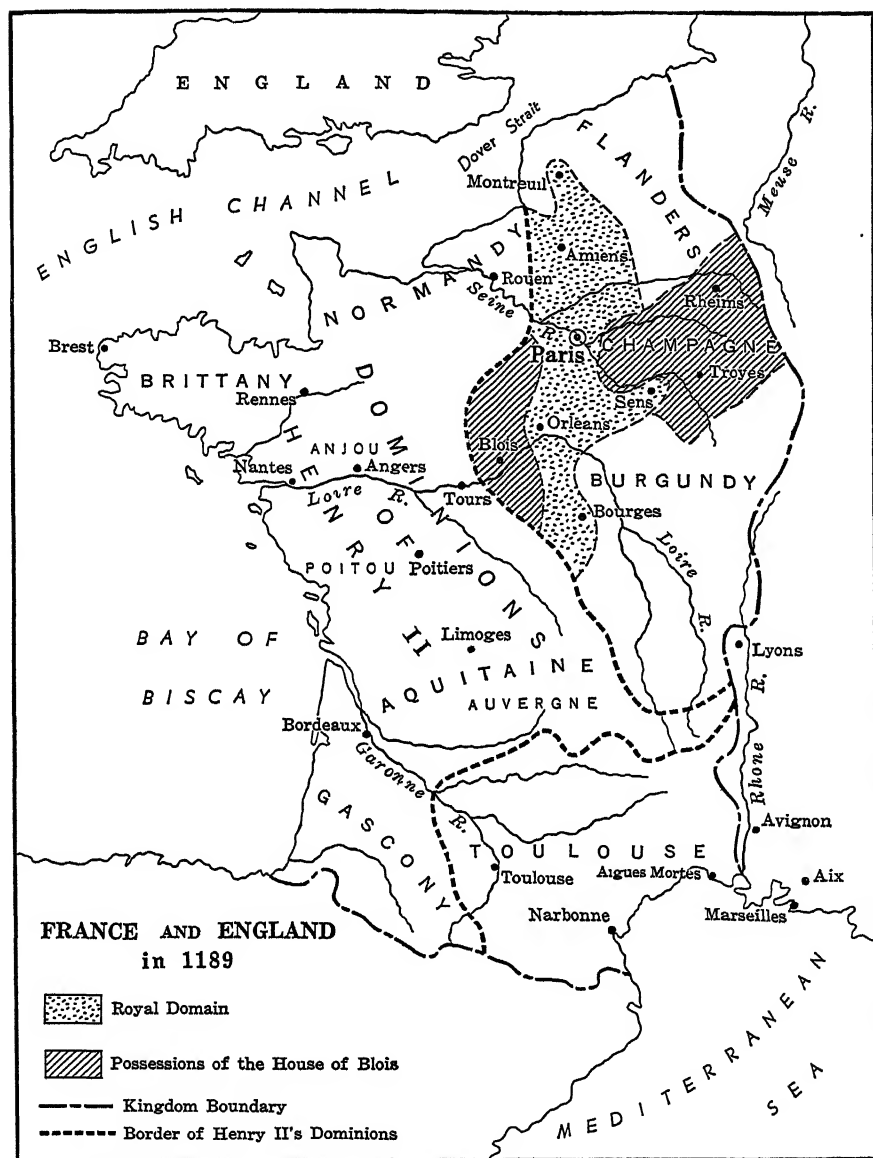 ENGLAND
Dover Strait
FLANDERS
Meuse R.
ENGLISH CHANNEL
Montreuil
Amiens
NORMANDY
Rouen
Seine R.
Rheims
Brest
Paris
CHAMPAGNE
BRITTANY
Rennes
Troyes
Sens
DOMINIONS OF HENRY II
Orleans
ANJOU
Blois
Nantes
Angers
Loire R.
Tours
BURGUNDY
Bourges
Loire R.
POITOU
Poitiers
BAY OF
BISCAY
Limoges
Lyons
AQUITAINE
AUVERGNE
Bordeaux
Garonne R.
Rhone R.
GASCONY
Avignon
TOULOUSE
Toulouse
Aigues Mortes
Aix
Marseilles
Narbonne
FRANCE AND ENGLAND
in 1189
Royal Domain
Possessions of the House of Blois
Kingdom Boundary
Border of Henry II's Dominions
MEDITERRANEAN
SEA